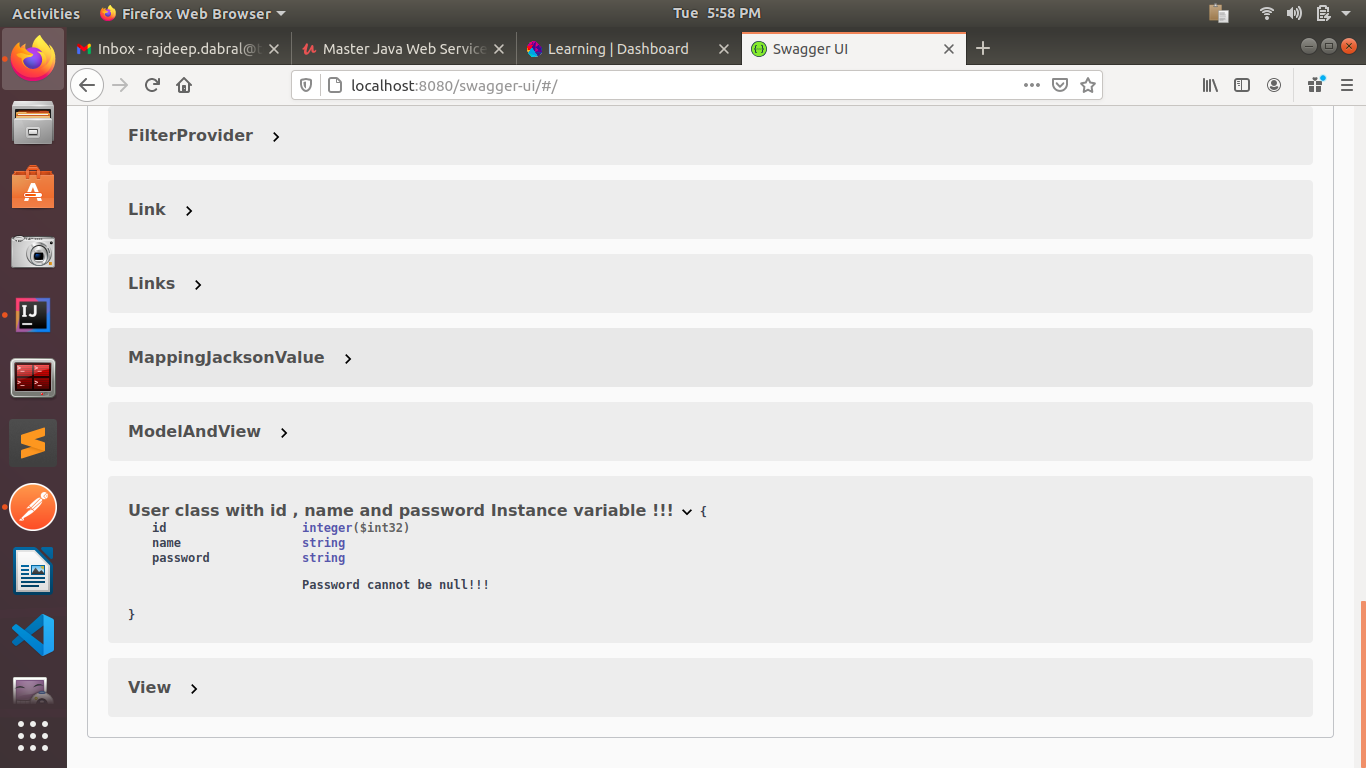 Activities Firefox Web Browser Tue 5:58 PM
Inbox - rajdeep.dabral@t Master Java Web Service Learning | Dashboard Swagger UI
localhost:8080/swagger-ui/#/
FilterProvider
Link
Links
MappingJacksonValue
ModelAndView
User class with id , name and password Instance variable !!! {
id integer($int32)
name string
password string
Password cannot be null!!!
}
View